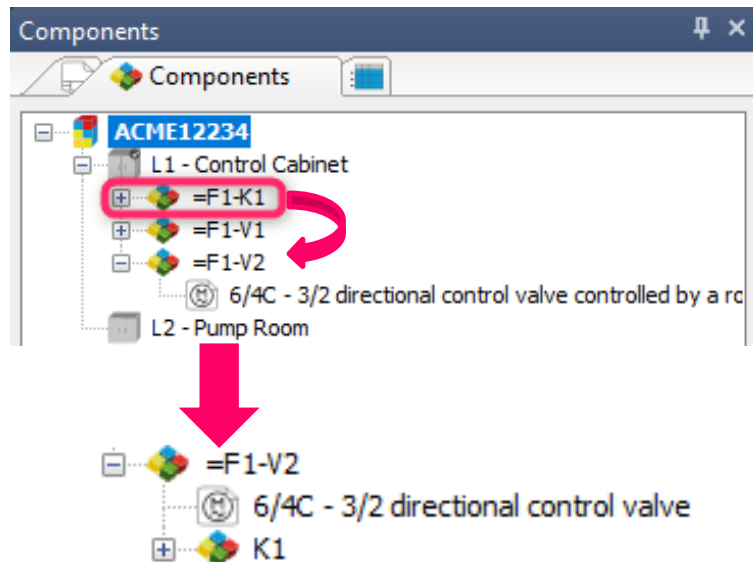 Components
Components
ACME12234
L1 - Control Cabinet
=F1-K1
=F1-V1
=F1-V2
6/4C - 3/2 directional control valve controlled by a ro
L2 - Pump Room
=F1-V2
6/4C - 3/2 directional control valve
K1